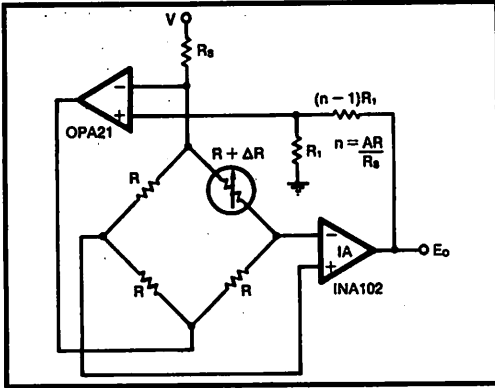 V
RS
OPA21
(n − 1)R1
n = AR/RS
R + ΔR
R1
R
R
R
IA
INA102
EO